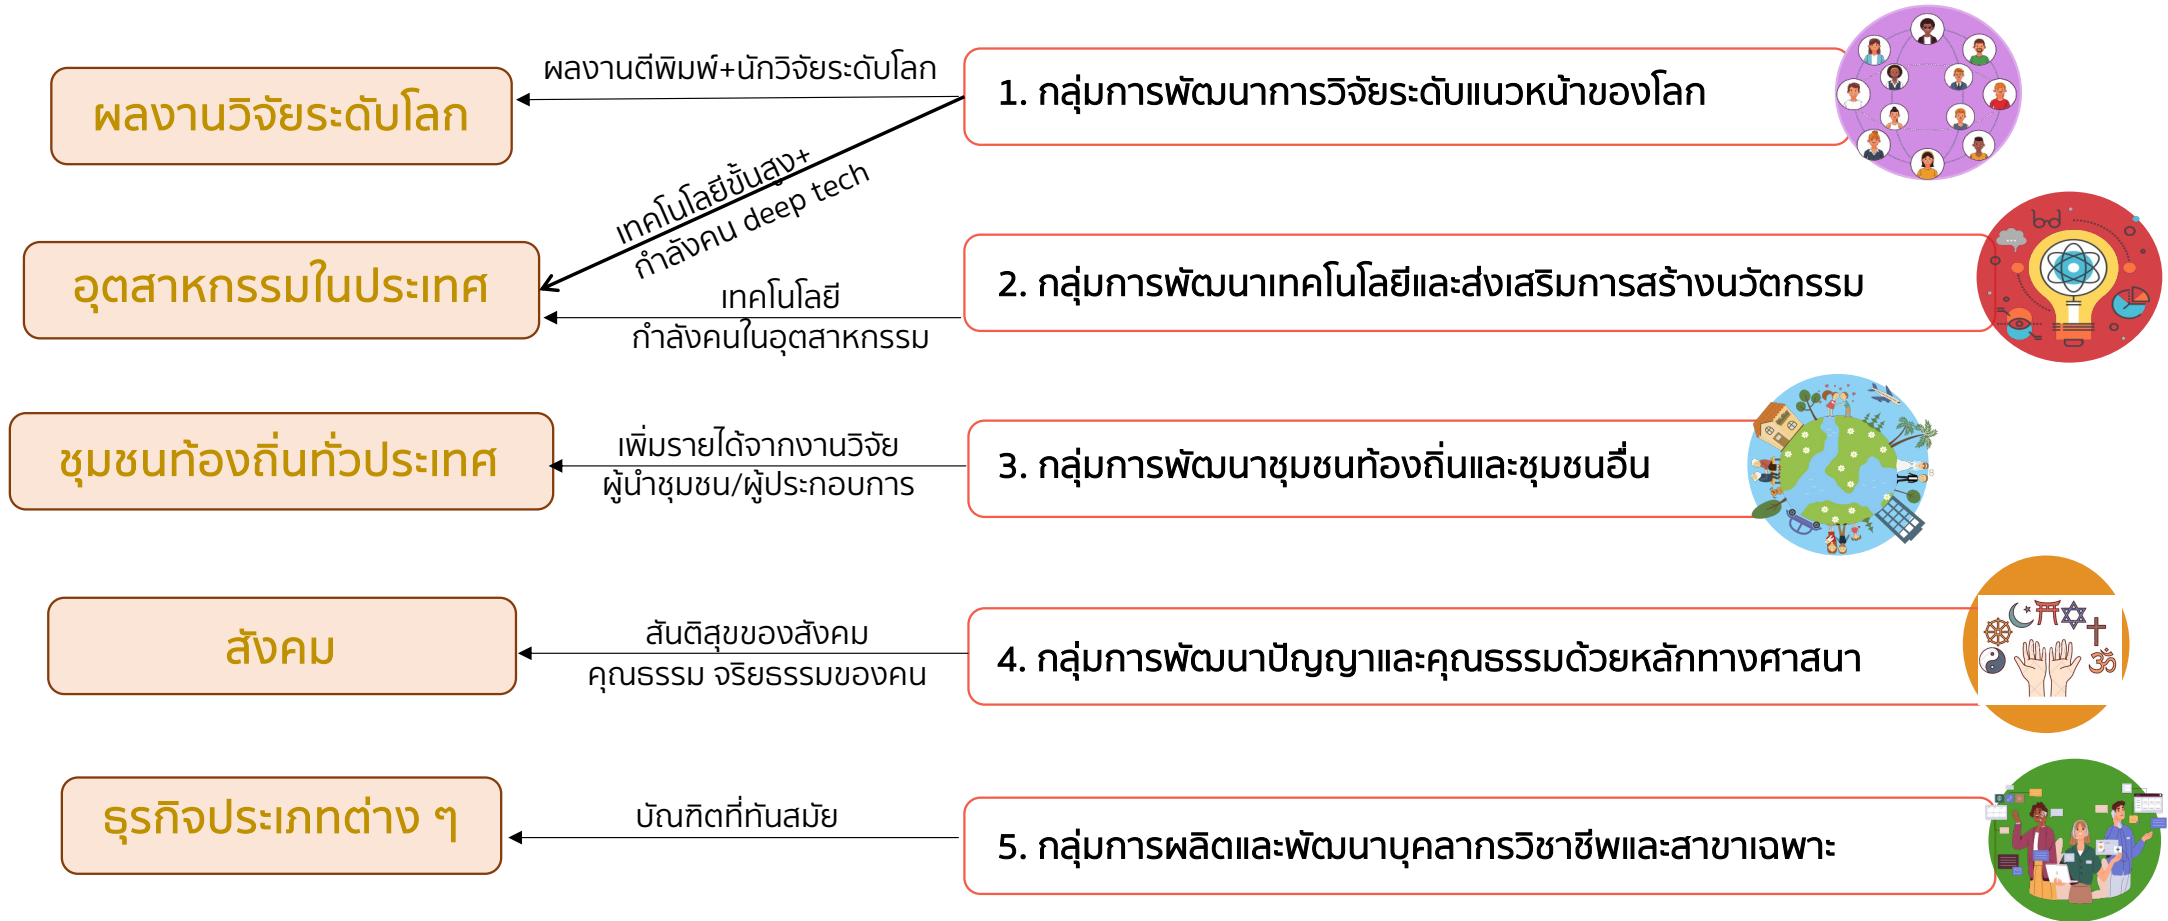 ผลงานวิจัยระดับโลก
ผลงานตีพิมพ์+นักวิจัยระดับโลก
1. กลุ่มการพัฒนาการวิจัยระดับแนวหน้าของโลก
เทคโนโลยีขั้นสูง+
กำลังคน deep tech
อุตสาหกรรมในประเทศ
เทคโนโลยี
กำลังคนในอุตสาหกรรม
2. กลุ่มการพัฒนาเทคโนโลยีและส่งเสริมการสร้างนวัตกรรม
ชุมชนท้องถิ่นทั่วประเทศ
เพิ่มรายได้จากงานวิจัย
ผู้นำชุมชน/ผู้ประกอบการ
3. กลุ่มการพัฒนาชุมชนท้องถิ่นและชุมชนอื่น
สังคม
สันติสุขของสังคม
คุณธรรม จริยธรรมของคน
4. กลุ่มการพัฒนาปัญญาและคุณธรรมด้วยหลักทางศาสนา
ธุรกิจประเภทต่าง ๆ
บัณฑิตที่ทันสมัย
5. กลุ่มการผลิตและพัฒนาบุคลากรวิชาชีพและสาขาเฉพาะ